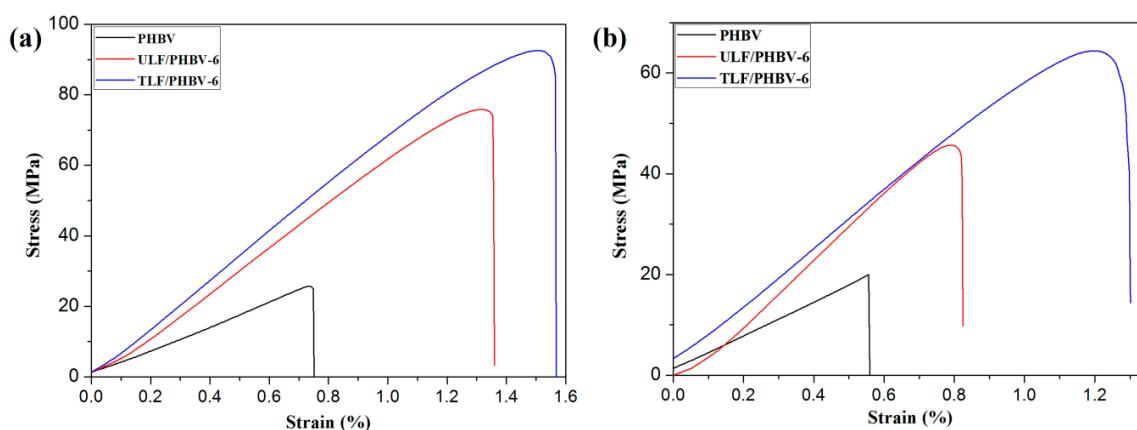 (a)
PHBV
ULF/PHBV-6
TLF/PHBV-6
Stress (MPa)
100
80
60
40
20
0
0.0 0.2 0.4 0.6 0.8 1.0 1.2 1.4 1.6
Strain (%)
(b)
PHBV
ULF/PHBV-6
TLF/PHBV-6
Stress (MPa)
60
40
20
0
0.0 0.2 0.4 0.6 0.8 1.0 1.2
Strain (%)